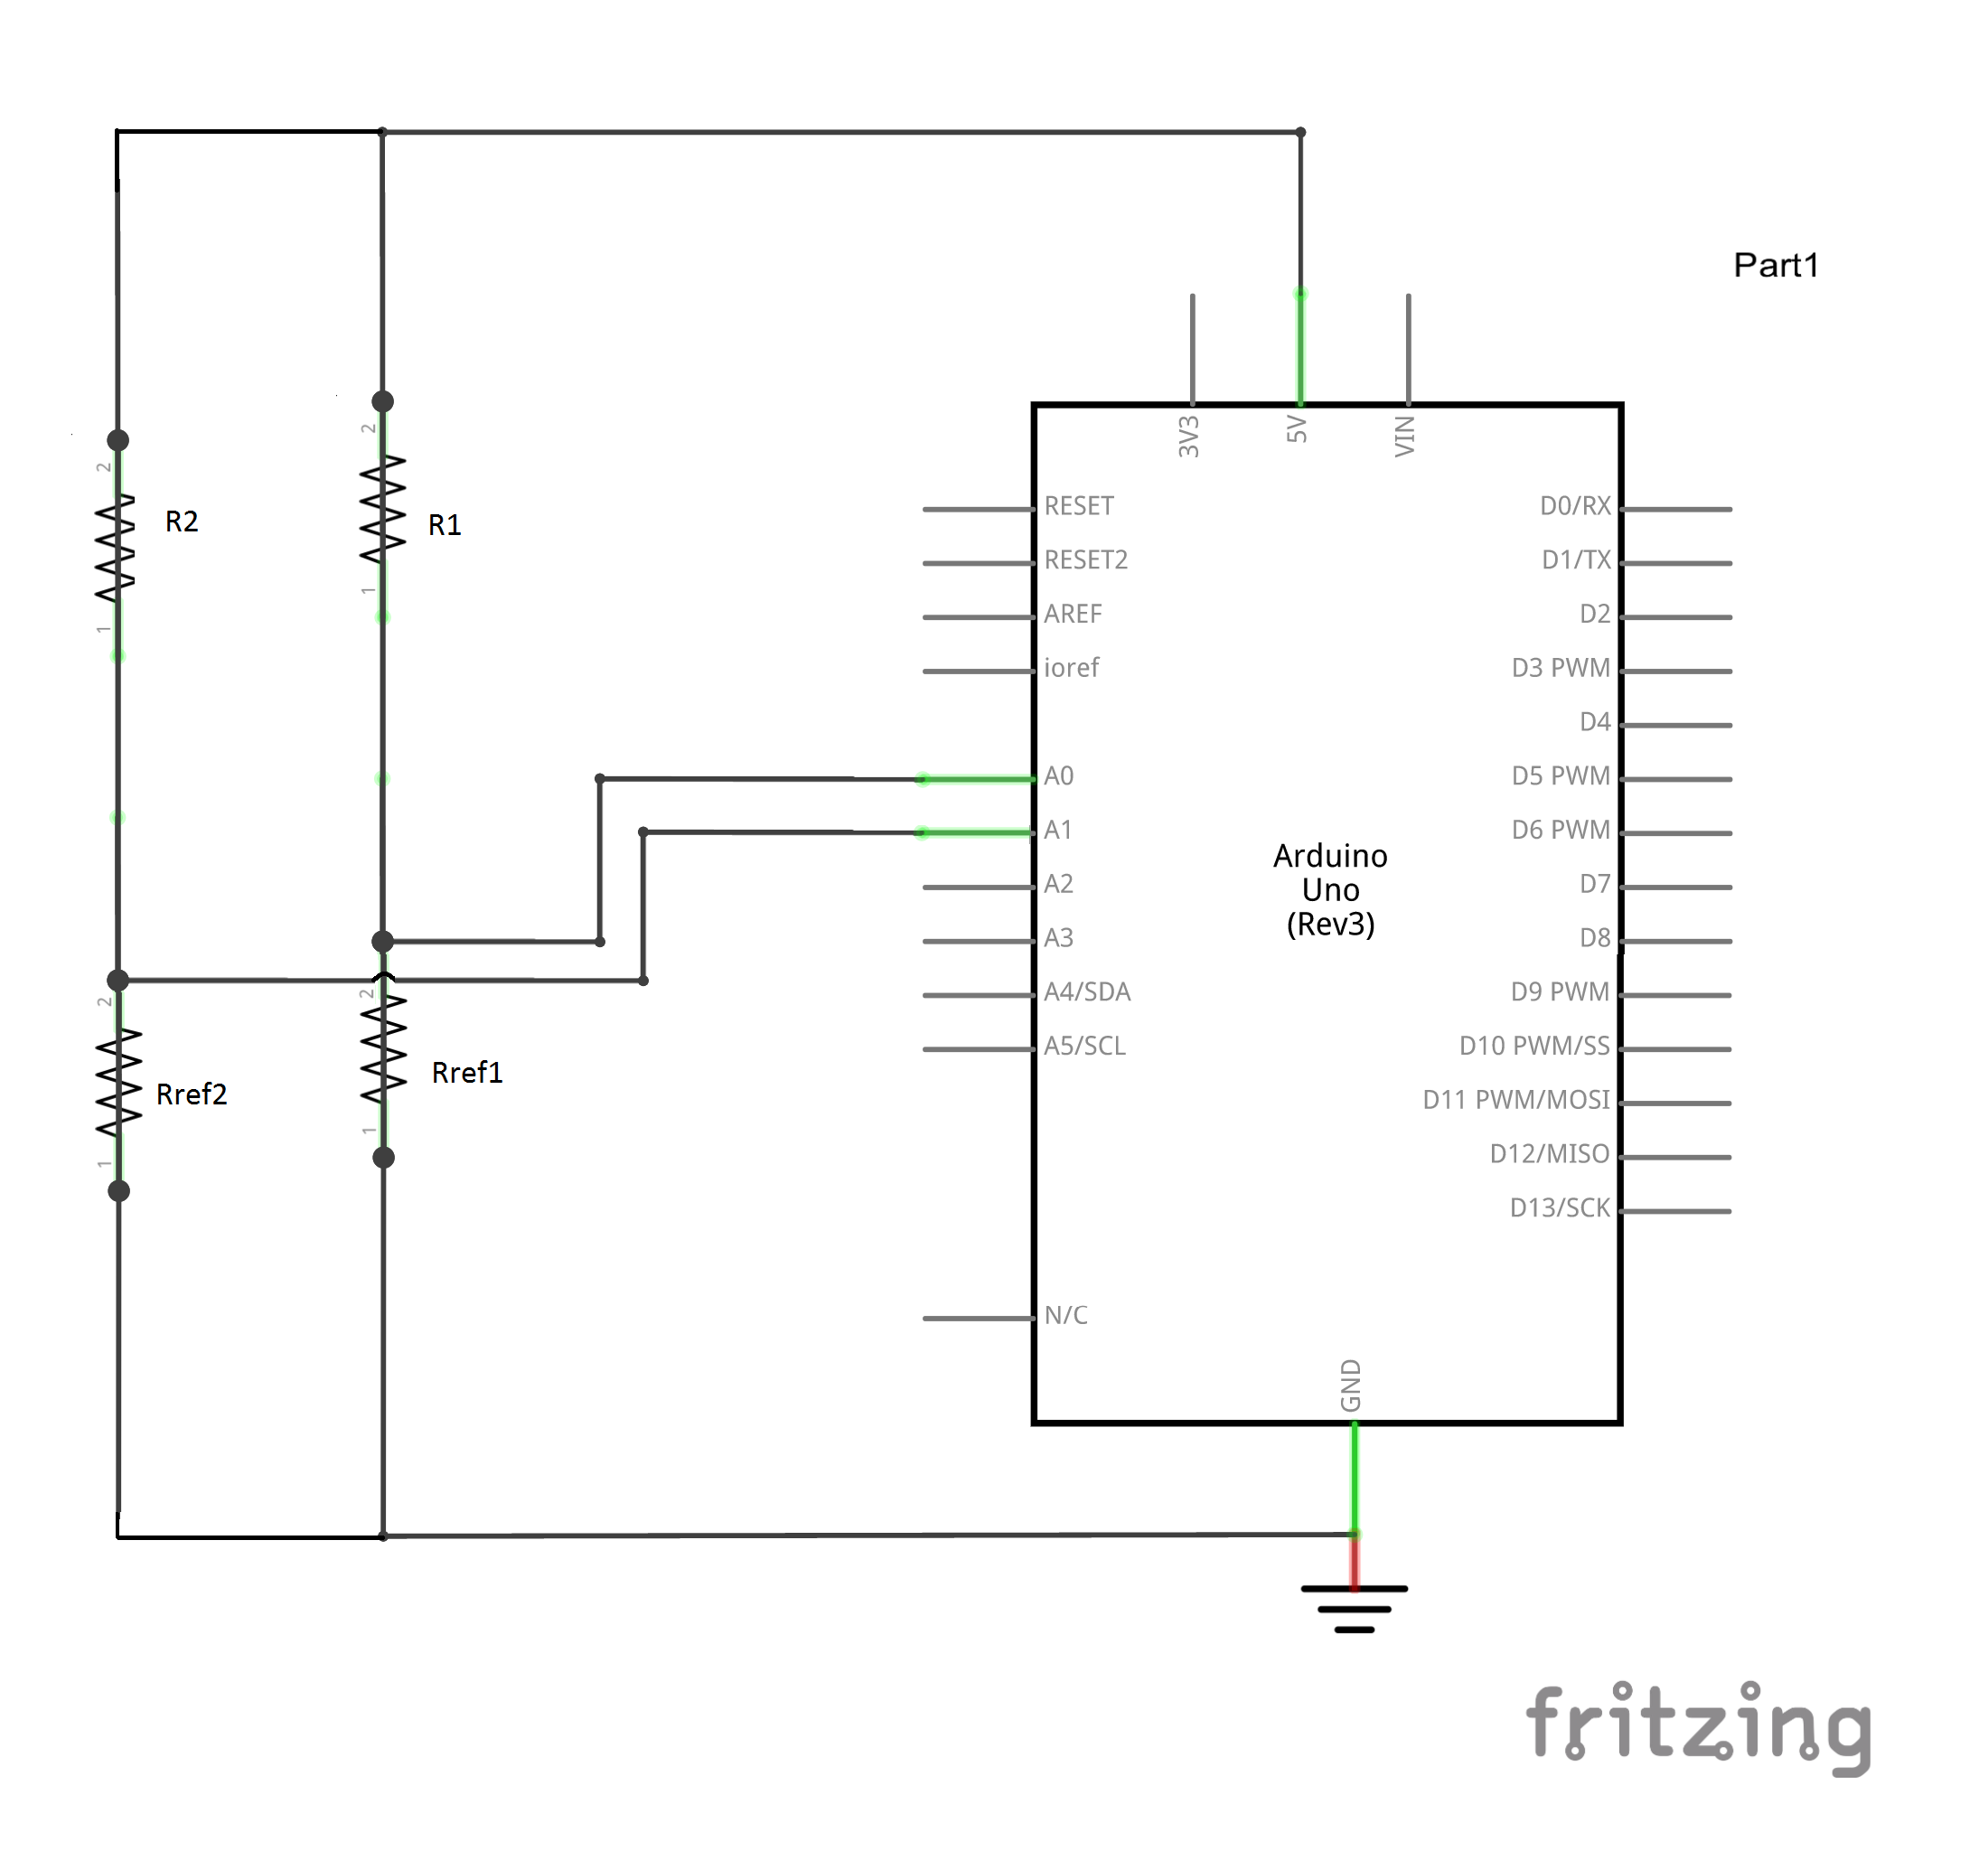 Part1
3V3
5V
VIN
2
2
R2
R1
1
1
RESET
RESET2
AREF
ioref
A0
A1
A2
A3
A4/SDA
A5/SCL
N/C
D0/RX
D1/TX
D2
D3 PWM
D4
D5 PWM
D6 PWM
D7
D8
D9 PWM
D10 PWM/SS
D11 PWM/MOSI
D12/MISO
D13/SCK
Arduino
Uno
(Rev3)
2
2
Rref2
Rref1
1
1
GND
fritzing